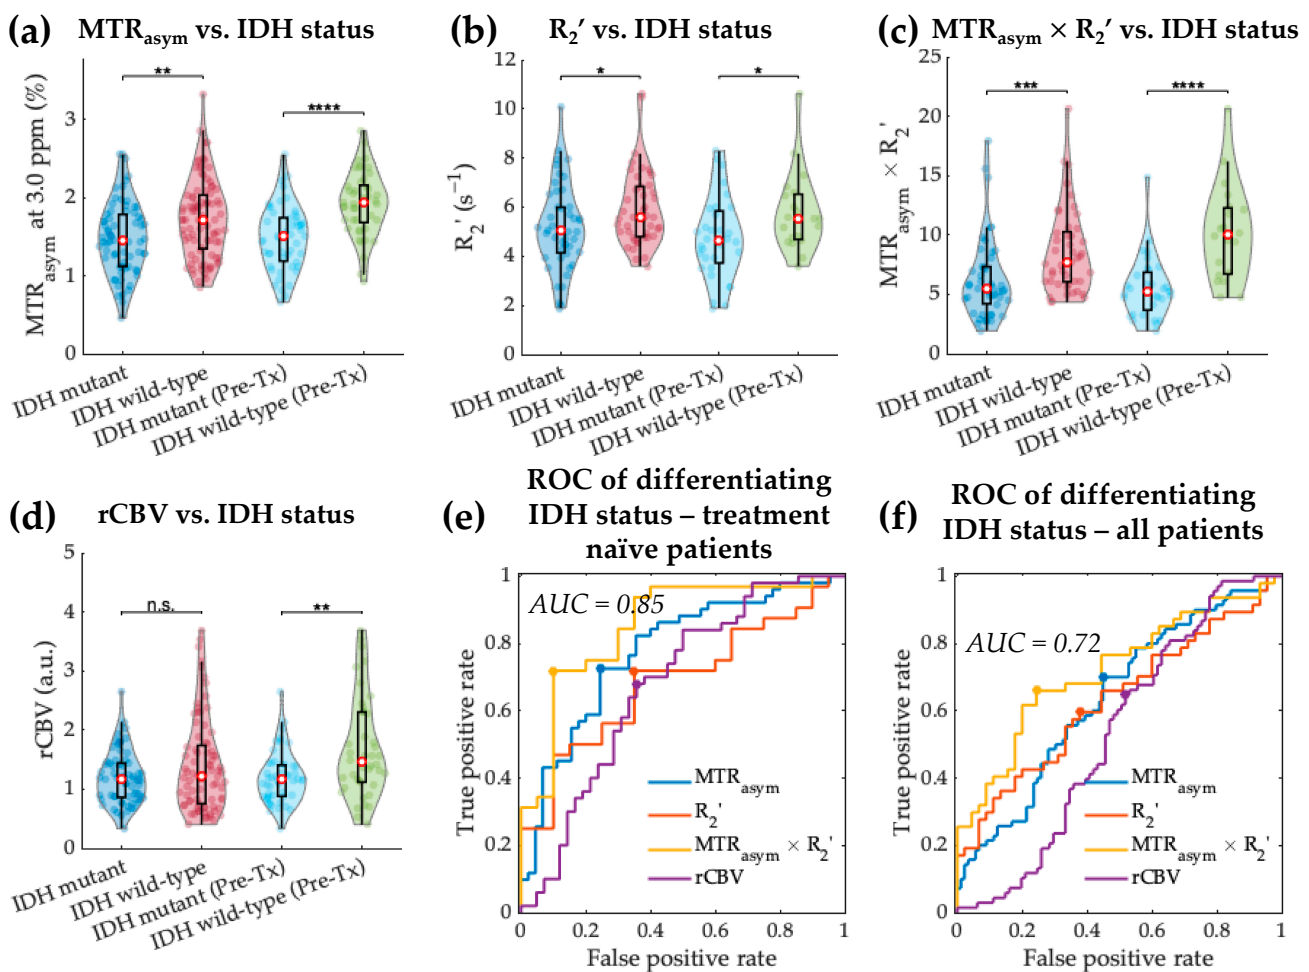 (a) MTRasym vs. IDH status
MTRasym at 3.0 ppm (%)
3
2
1
0
**
****
IDH mutant
IDH wild-type
IDH mutant (Pre-Tx)
IDH wild-type (Pre-Tx)
(b) R2′ vs. IDH status
R2' (s−1)
12
10
8
6
4
2
0
*
*
IDH mutant
IDH wild-type
IDH mutant (Pre-Tx)
IDH wild-type (Pre-Tx)
(c) MTRasym × R2′ vs. IDH status
MTRasym × R2'
25
20
15
10
5
0
***
****
IDH mutant
IDH wild-type
IDH mutant (Pre-Tx)
IDH wild-type (Pre-Tx)
(d) rCBV vs. IDH status
rCBV (a.u.)
5
4
3
2
1
0
n.s.
**
IDH mutant
IDH wild-type
IDH mutant (Pre-Tx)
IDH wild-type (Pre-Tx)
(e) ROC of differentiating
IDH status – treatment
naïve patients
True positive rate
1
0.8
0.6
0.4
0.2
0
AUC = 0.85
MTRasym
R2'
MTRasym × R2'
rCBV
0 0.2 0.4 0.6 0.8 1
False positive rate
(f) ROC of differentiating
IDH status – all patients
True positive rate
1
0.8
0.6
0.4
0.2
0
AUC = 0.72
MTRasym
R2'
MTRasym × R2'
rCBV
0 0.2 0.4 0.6 0.8 1
False positive rate